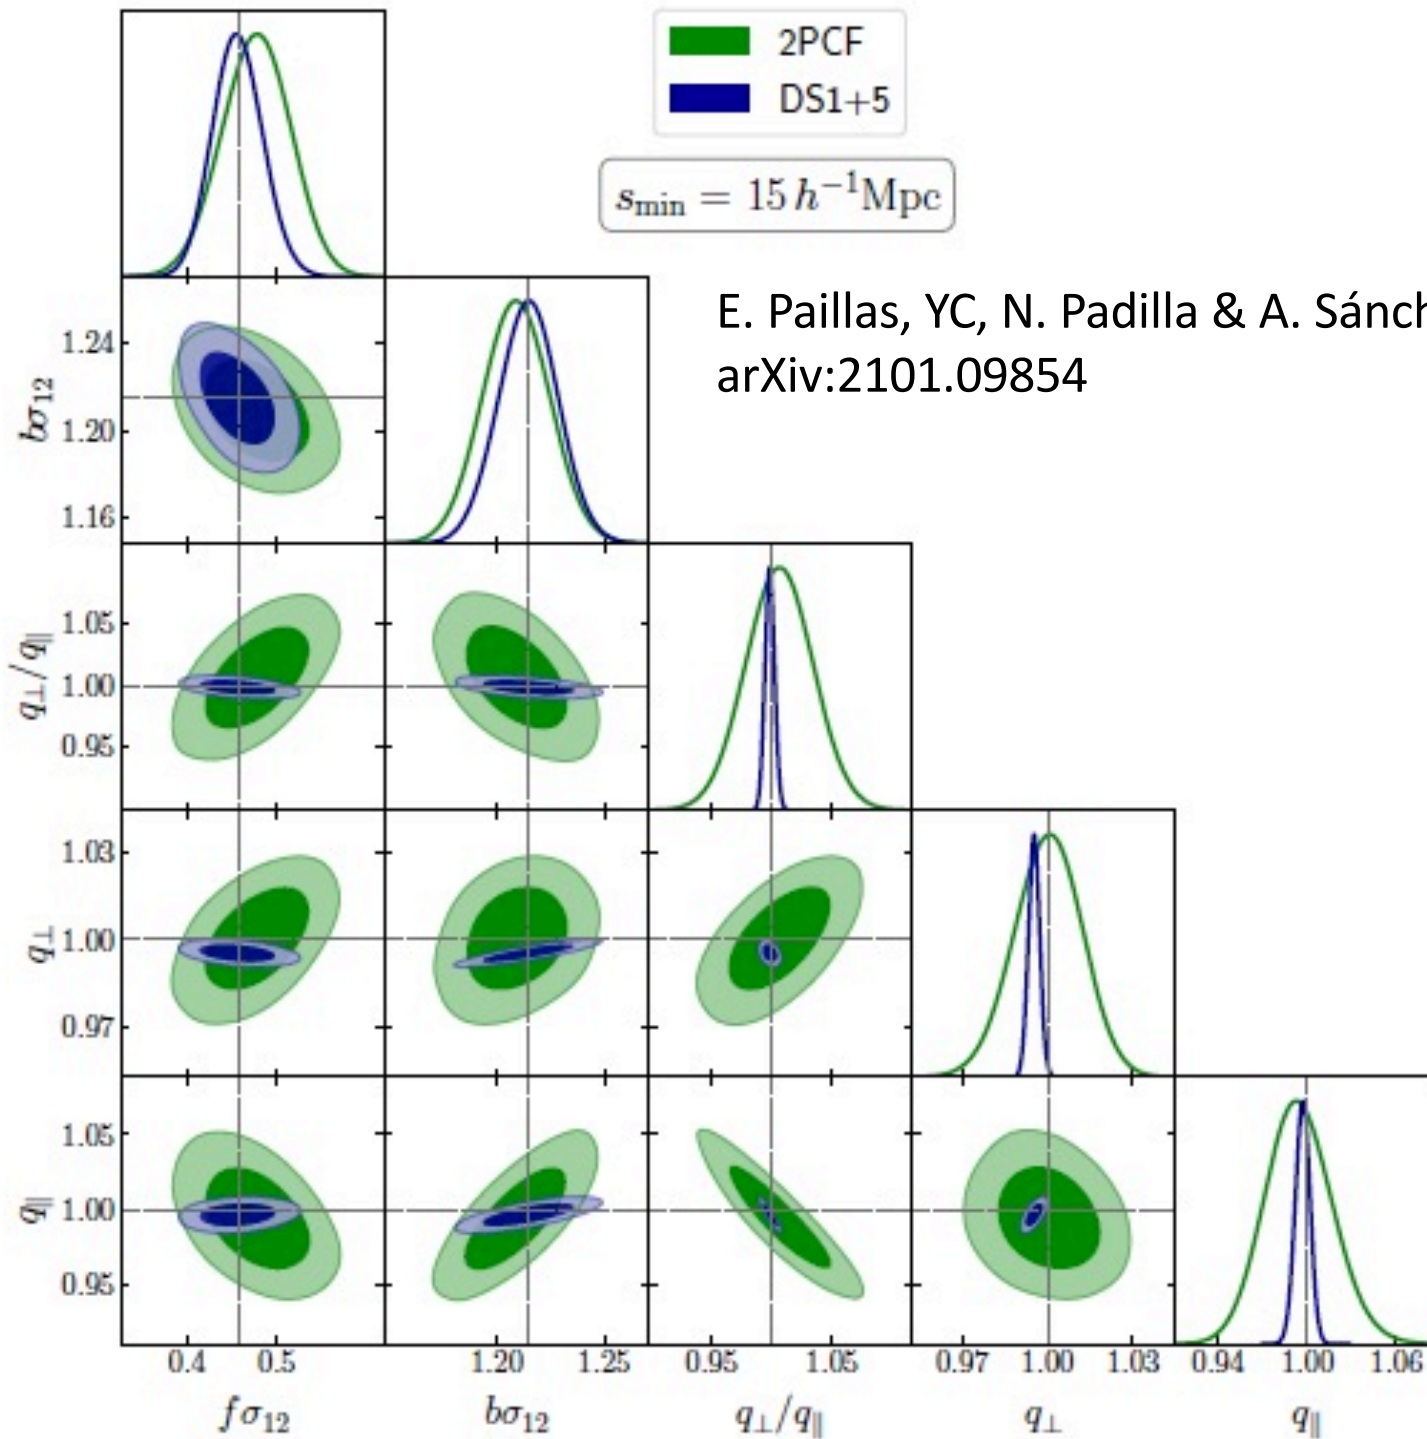 2PCF
DS1+5
s_min = 15 h⁻¹Mpc
E. Paillas, YC, N. Padilla & A. Sánch
arXiv:2101.09854
bσ₁₂
1.24
1.20
1.16
q⊥/q∥
1.05
1.00
0.95
q⊥
1.03
1.00
0.97
q∥
1.05
1.00
0.95
0.4 0.5 1.20 1.25 0.95 1.05 0.97 1.00 1.03 0.94 1.00 1.06
fσ₁₂ bσ₁₂ q⊥/q∥ q⊥ q∥